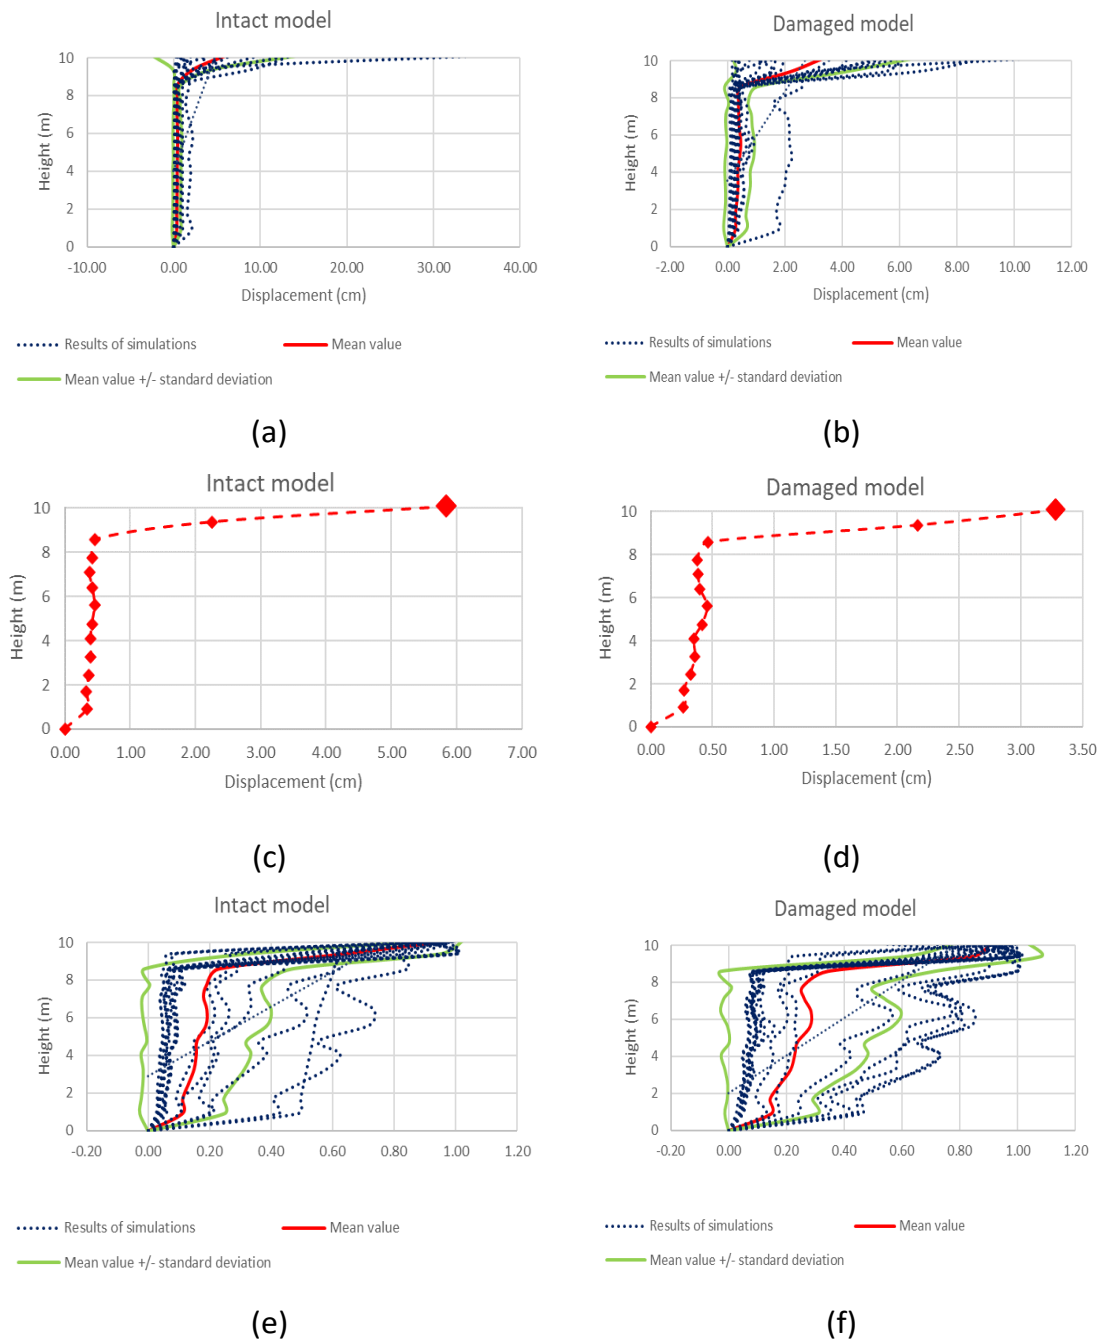 Intact model
Height (m)
10
8
6
4
2
0
-10.00 0.00 10.00 20.00 30.00 40.00
Displacement (cm)
Results of simulations Mean value
Mean value +/- standard deviation
(a)
Damaged model
Height (m)
10
8
6
4
2
0
-2.00 0.00 2.00 4.00 6.00 8.00 10.00 12.00
Displacement (cm)
Results of simulations Mean value
Mean value +/- standard deviation
(b)
Intact model
Height (m)
10
8
6
4
2
0
0.00 1.00 2.00 3.00 4.00 5.00 6.00 7.00
Displacement (cm)
(c)
Damaged model
Height (m)
10
8
6
4
2
0
0.00 0.50 1.00 1.50 2.00 2.50 3.00 3.50
Displacement (cm)
(d)
Intact model
Height (m)
10
8
6
4
2
0
-0.20 0.00 0.20 0.40 0.60 0.80 1.00 1.20
Results of simulations Mean value
Mean value +/- standard deviation
(e)
Damaged model
Height (m)
10
8
6
4
2
0
-0.20 0.00 0.20 0.40 0.60 0.80 1.00 1.20
Results of simulations Mean value
Mean value +/- standard deviation
(f)